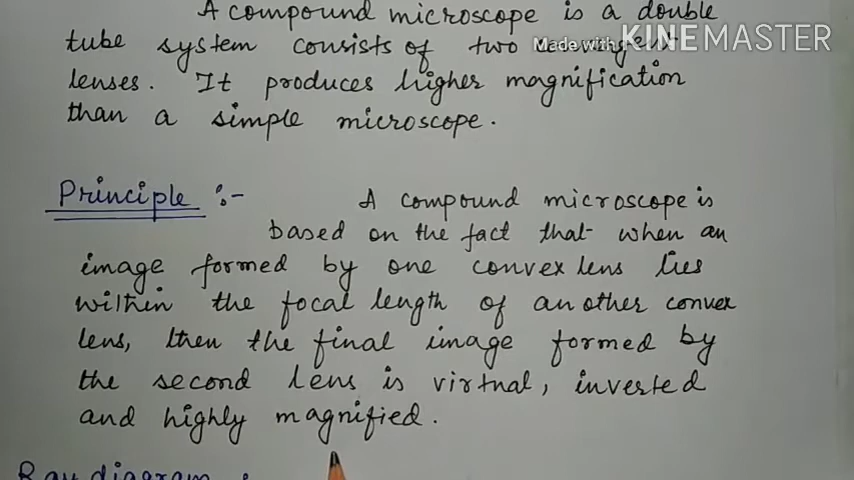 A compound microscope is a double
Made with KINEMASTER
tube system consists of two convergent
lenses. It produces higher magnification
than a simple microscope.
Principle :-
A compound microscope is
based on the fact that when an
image formed by one convex lens lies
within the focal length of another convex
lens, then the final image formed by
the second lens is virtual, inverted
and highly magnified.
Ray diagram :